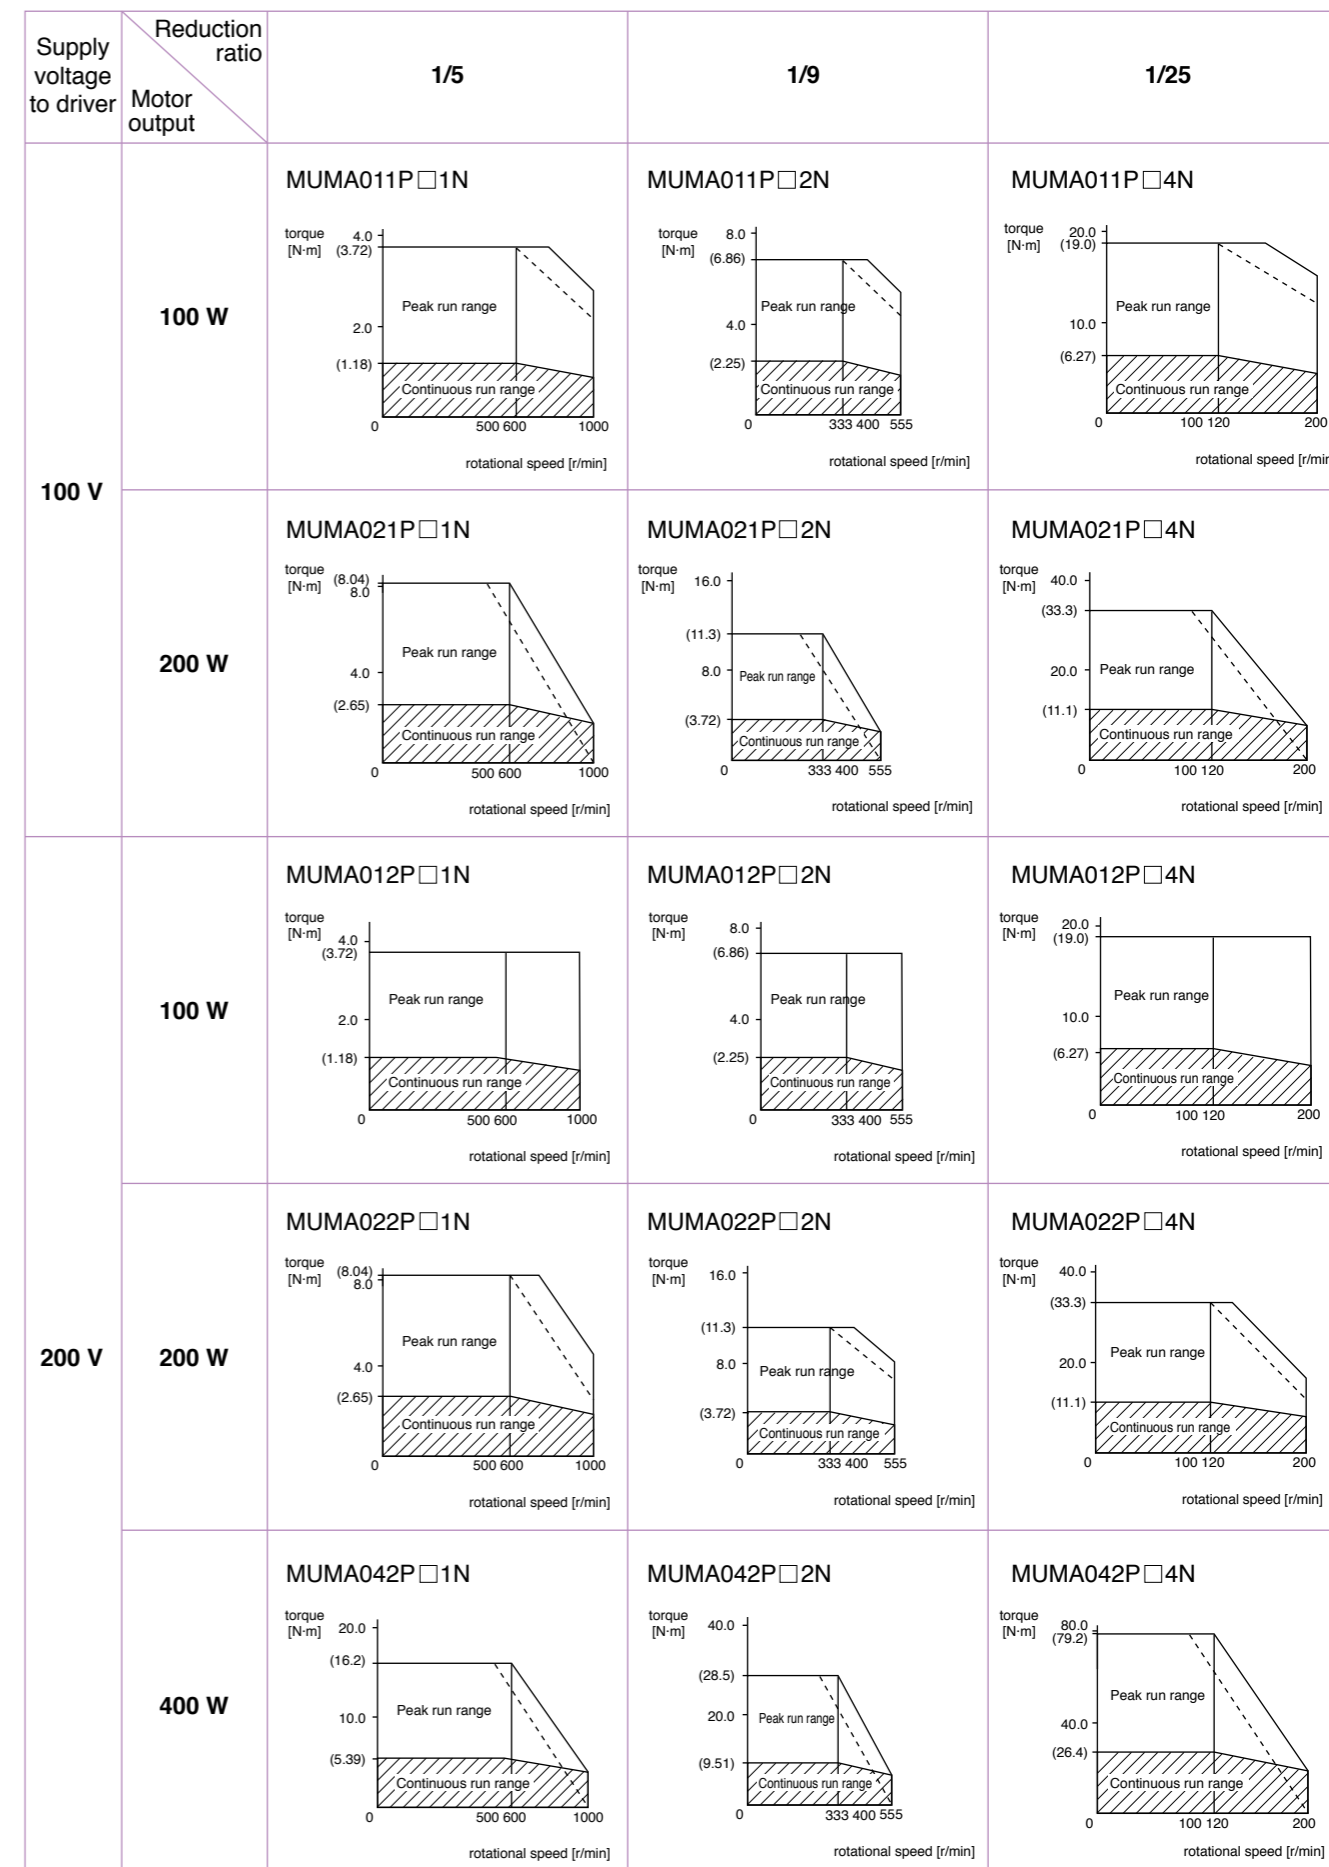 Supply
voltage
to driver
Reduction
ratio
Motor
output
1/5
1/9
1/25
100 V
100 W
MUMA011P□1N
torque
[N·m]
4.0
(3.72)
2.0
(1.18)
Peak run range
Continuous run range
0 500 600 1000
rotational speed [r/min]
MUMA011P□2N
torque
[N·m]
8.0
(6.86)
4.0
(2.25)
Peak run range
Continuous run range
0 333 400 555
rotational speed [r/min]
MUMA011P□4N
torque
[N·m]
20.0
(19.0)
10.0
(6.27)
Peak run range
Continuous run range
0 100 120 200
rotational speed [r/min
200 W
MUMA021P□1N
torque
[N·m]
(8.04)
8.0
4.0
(2.65)
Peak run range
Continuous run range
0 500 600 1000
rotational speed [r/min]
MUMA021P□2N
torque
[N·m]
16.0
(11.3)
8.0
(3.72)
Peak run range
Continuous run range
0 333 400 555
rotational speed [r/min]
MUMA021P□4N
torque
[N·m]
40.0
(33.3)
20.0
(11.1)
Peak run range
Continuous run range
0 100 120 200
rotational speed [r/min]
200 V
100 W
MUMA012P□1N
torque
[N·m]
4.0
(3.72)
2.0
(1.18)
Peak run range
Continuous run range
0 500 600 1000
rotational speed [r/min]
MUMA012P□2N
torque
[N·m]
8.0
(6.86)
4.0
(2.25)
Peak run range
Continuous run range
0 333 400 555
rotational speed [r/min]
MUMA012P□4N
torque
[N·m]
20.0
(19.0)
10.0
(6.27)
Peak run range
Continuous run range
0 100 120 200
rotational speed [r/min]
200 W
MUMA022P□1N
torque
[N·m]
(8.04)
8.0
4.0
(2.65)
Peak run range
Continuous run range
0 500 600 1000
rotational speed [r/min]
MUMA022P□2N
torque
[N·m]
16.0
(11.3)
8.0
(3.72)
Peak run range
Continuous run range
0 333 400 555
rotational speed [r/min]
MUMA022P□4N
torque
[N·m]
40.0
(33.3)
20.0
(11.1)
Peak run range
Continuous run range
0 100 120 200
rotational speed [r/min]
400 W
MUMA042P□1N
torque
[N·m]
20.0
(16.2)
10.0
(5.39)
Peak run range
Continuous run range
0 500 600 1000
rotational speed [r/min]
MUMA042P□2N
torque
[N·m]
40.0
(28.5)
20.0
(9.51)
Peak run range
Continuous run range
0 333 400 555
rotational speed [r/min]
MUMA042P□4N
torque
[N·m]
80.0
(79.2)
40.0
(26.4)
Peak run range
Continuous run range
0 100 120 200
rotational speed [r/min]